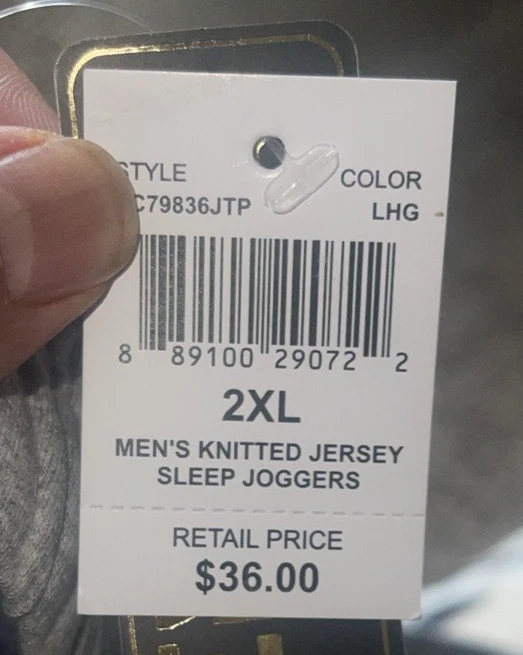 STYLE
COLOR
C79836JTP
LHG
8 89100 29072 2
2XL
MEN'S KNITTED JERSEY
SLEEP JOGGERS
RETAIL PRICE
$36.00